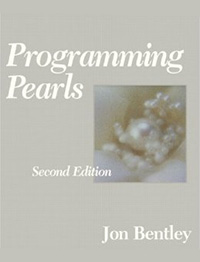 Programming
Pearls
Second Edition
Jon Bentley